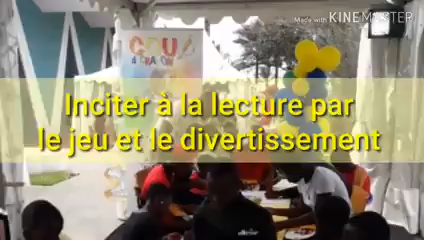 Made with KINEMASTER
Inciter à la lecture par
le jeu et le divertissement